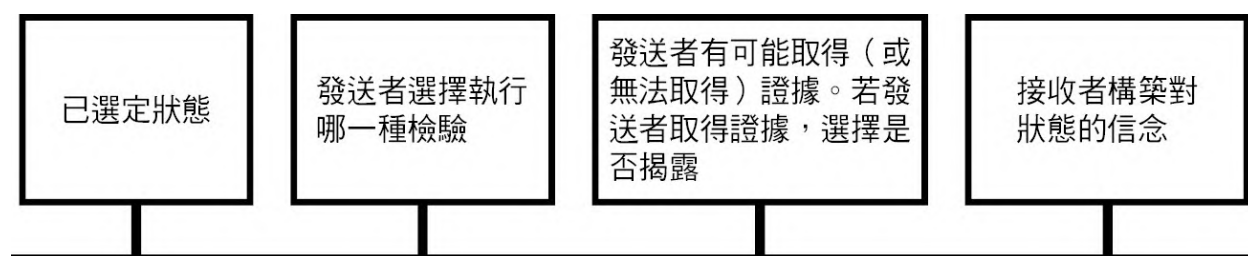 已選定狀態
發送者選擇執行
哪一種檢驗
發送者有可能取得（或
無法取得）證據。若發
送者取得證據，選擇是
否揭露
接收者構築對
狀態的信念